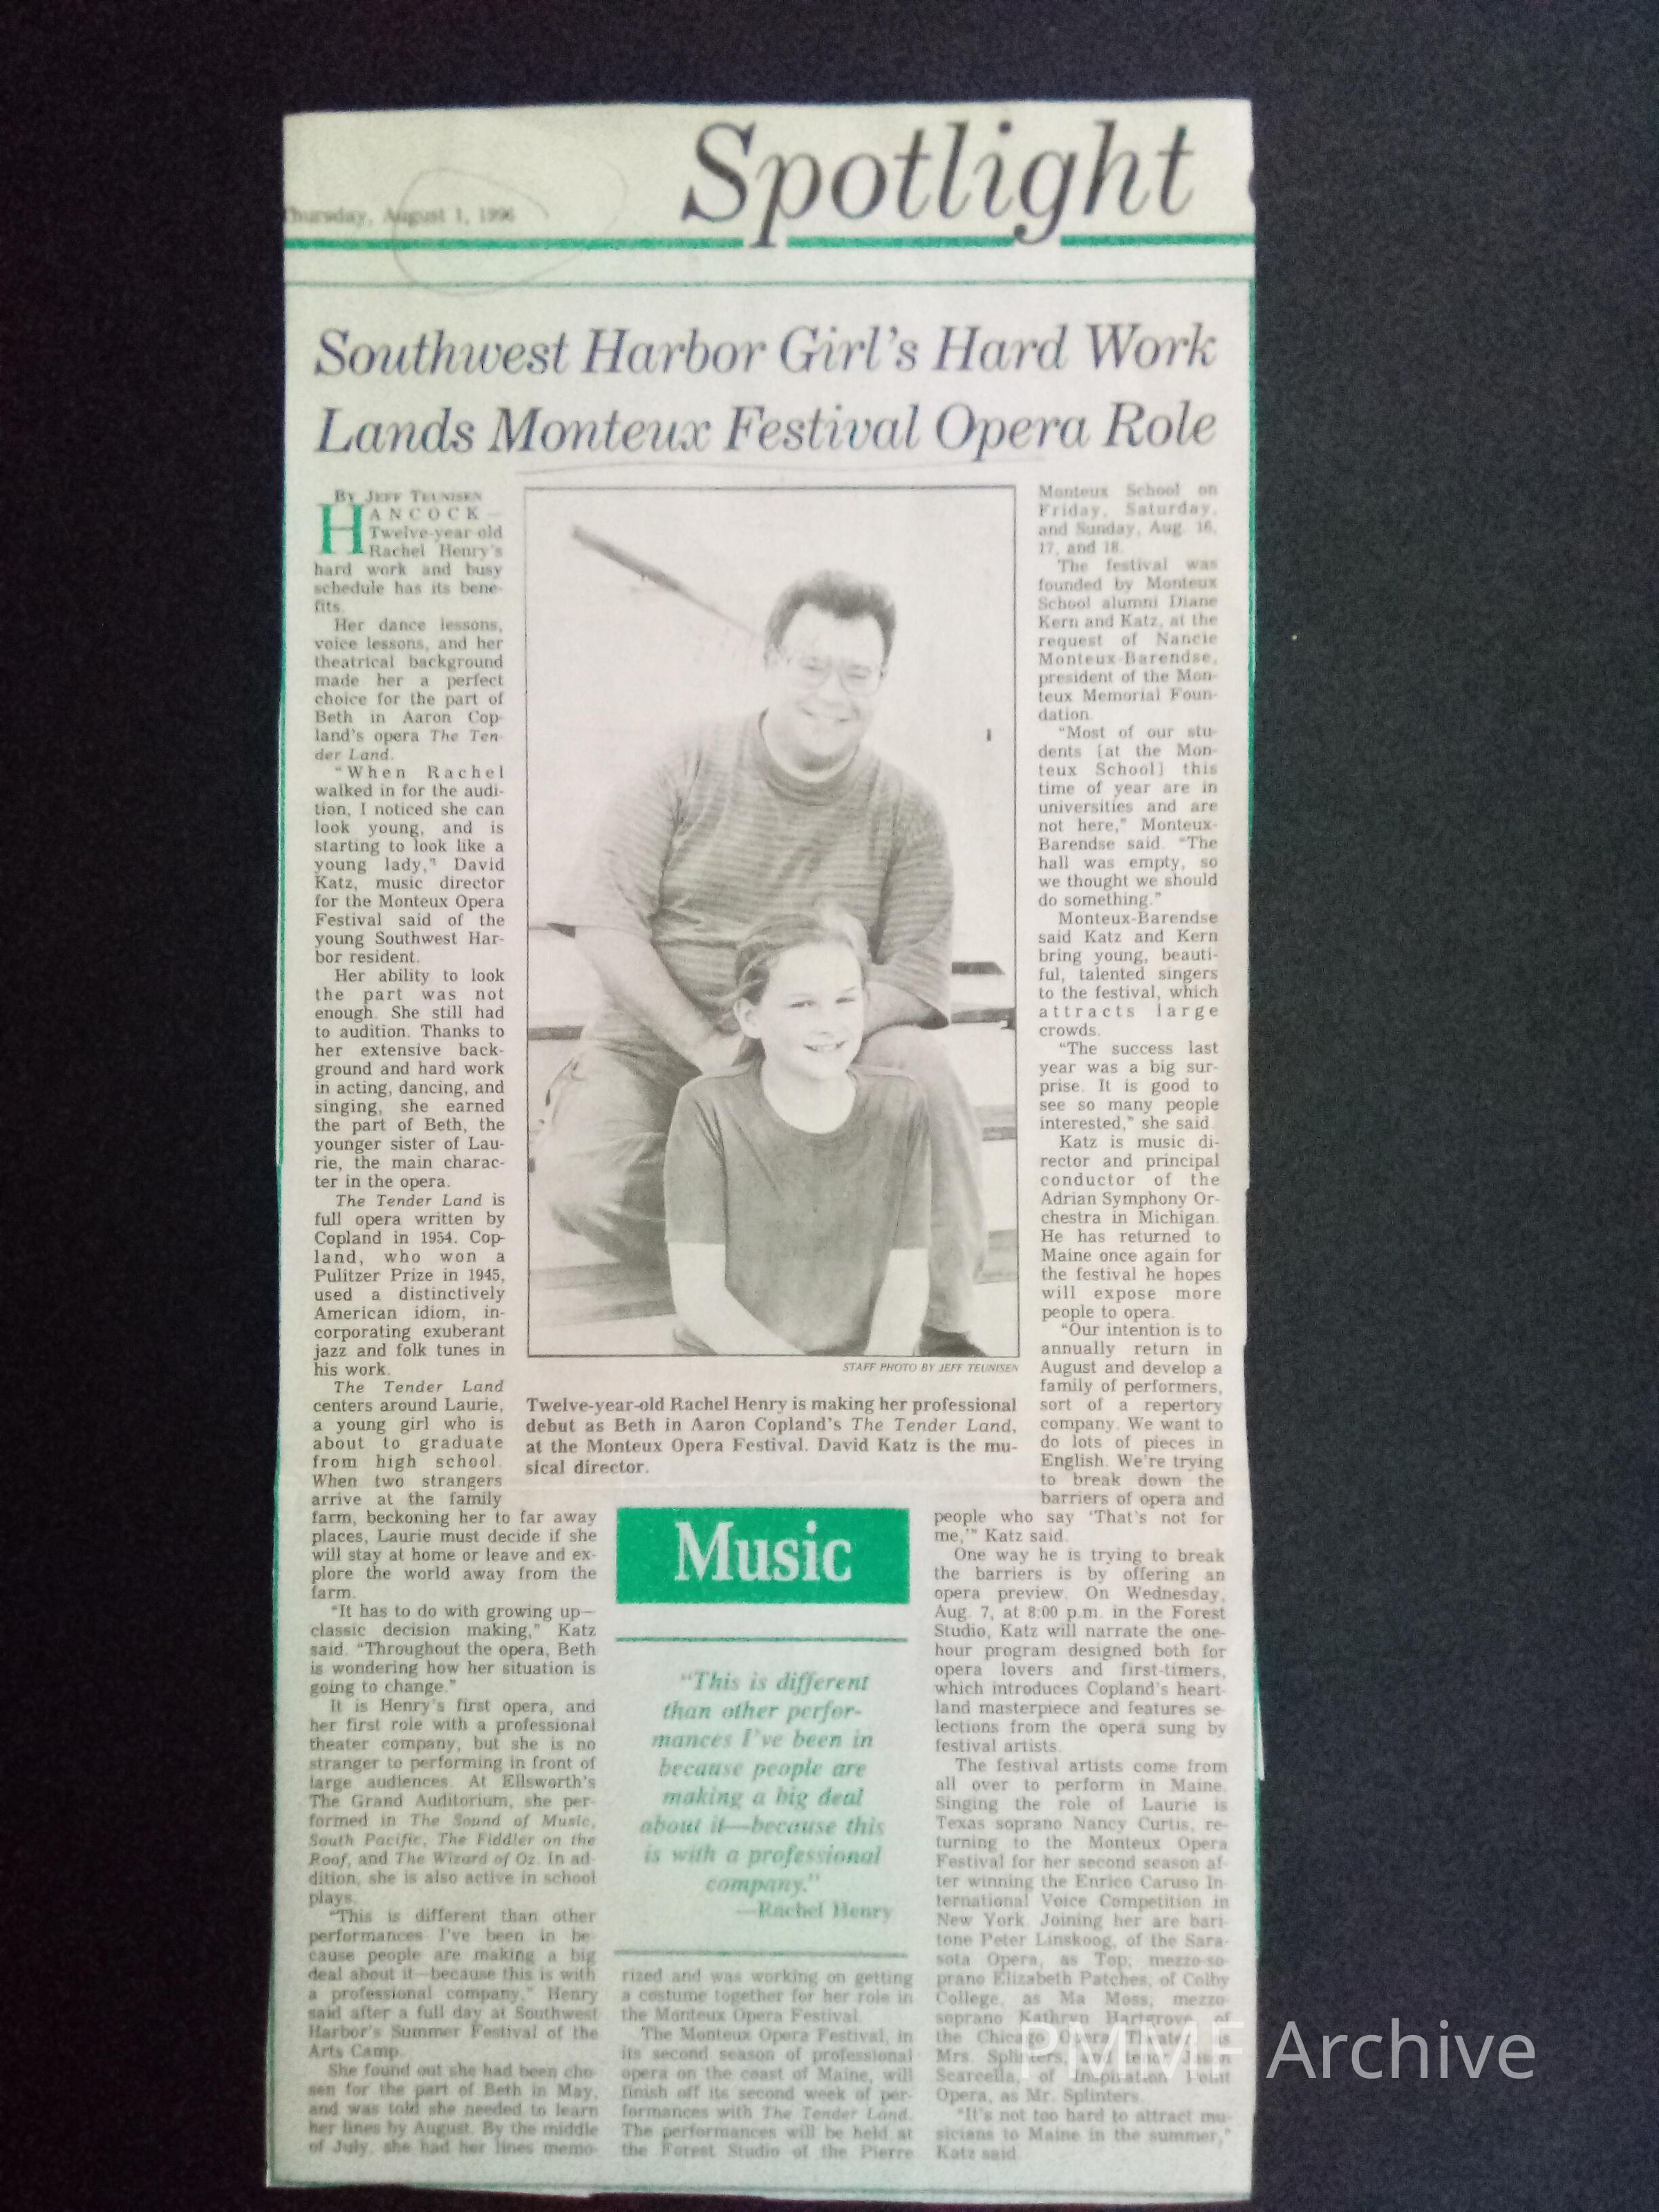 Spotlight
Thursday, August 1, 1996
Southwest Harbor Girl's Hard Work
Lands Monteux Festival Opera Role
By Jeff Teunisen
HANCOCK—
Twelve-year-old
Rachel Henry's
hard work and busy
schedule has its bene-
fits.
Her dance lessons,
voice lessons, and her
theatrical background
made her a perfect
choice for the part of
Beth in Aaron Cop-
land's opera The Ten-
der Land.
"When Rachel
walked in for the audi-
tion, I noticed she can
look young, and is
starting to look like a
young lady," David
Katz, music director
for the Monteux Opera
Festival said of the
young Southwest Har-
bor resident.
Her ability to look
the part was not
enough. She still had
to audition. Thanks to
her extensive back-
ground and hard work
in acting, dancing, and
singing, she earned
the part of Beth, the
younger sister of Lau-
rie, the main charac-
ter in the opera.
The Tender Land is
full opera written by
Copland in 1954. Cop-
land, who won a
Pulitzer Prize in 1945,
used a distinctively
American idiom, in-
corporating exuberant
jazz and folk tunes in
his work.
The Tender Land
centers around Laurie,
a young girl who is
about to graduate
from high school.
When two strangers
arrive at the family
farm, beckoning her to far away
places, Laurie must decide if she
will stay at home or leave and ex-
plore the world away from the
farm.
"It has to do with growing up—
classic decision making," Katz
said. "Throughout the opera, Beth
is wondering how her situation is
going to change."
It is Henry's first opera, and
her first role with a professional
theater company, but she is no
stranger to performing in front of
large audiences. At Ellsworth's
The Grand Auditorium, she per-
formed in The Sound of Music,
South Pacific, The Fiddler on the
Roof, and The Wizard of Oz. In ad-
dition, she is also active in school
plays.
"This is different than other
performances I've been in be-
cause people are making a big
deal about it—because this is with
a professional company," Henry
said after a full day at Southwest
Harbor's Summer Festival of the
Arts Camp.
She found out she had been cho-
sen for the part of Beth in May,
and was told she needed to learn
her lines by August. By the middle
of July, she had her lines memo-
STAFF PHOTO BY JEFF TEUNISEN
Twelve-year-old Rachel Henry is making her professional
debut as Beth in Aaron Copland's The Tender Land,
at the Monteux Opera Festival. David Katz is the mu-
sical director.
Music
"This is different
than other perfor-
mances I've been in
because people are
making a big deal
about it—because this
is with a professional
company."
—Rachel Henry
rized and was working on getting
a costume together for her role in
the Monteux Opera Festival.
The Monteux Opera Festival, in
its second season of professional
opera on the coast of Maine, will
finish off its second week of per-
formances with The Tender Land.
The performances will be held at
the Forest Studio of the Pierre
Monteux School on
Friday, Saturday,
and Sunday, Aug. 16,
17, and 18.
The festival was
founded by Monteux
School alumni Diane
Kern and Katz, at the
request of Nancie
Monteux-Barendse,
president of the Mon-
teux Memorial Foun-
dation.
"Most of our stu-
dents [at the Mon-
teux School] this
time of year are in
universities and are
not here," Monteux-
Barendse said. "The
hall was empty, so
we thought we should
do something."
Monteux-Barendse
said Katz and Kern
bring young, beauti-
ful, talented singers
to the festival, which
attracts large
crowds.
"The success last
year was a big sur-
prise. It is good to
see so many people
interested," she said.
Katz is music di-
rector and principal
conductor of the
Adrian Symphony Or-
chestra in Michigan.
He has returned to
Maine once again for
the festival he hopes
will expose more
people to opera.
"Our intention is to
annually return in
August and develop a
family of performers,
sort of a repertory
company. We want to
do lots of pieces in
English. We're trying
to break down the
barriers of opera and
people who say 'That's not for
me,'" Katz said.
One way he is trying to break
the barriers is by offering an
opera preview. On Wednesday,
Aug. 7, at 8:00 p.m. in the Forest
Studio, Katz will narrate the one-
hour program designed both for
opera lovers and first-timers,
which introduces Copland's heart-
land masterpiece and features se-
lections from the opera sung by
festival artists.
The festival artists come from
all over to perform in Maine.
Singing the role of Laurie is
Texas soprano Nancy Curtis, re-
turning to the Monteux Opera
Festival for her second season af-
ter winning the Enrico Caruso In-
ternational Voice Competition in
New York. Joining her are bari-
tone Peter Linskoog, of the Sara-
sota Opera, as Top; mezzo-so-
prano Elizabeth Patches, of Colby
College, as Ma Moss, mezzo-
soprano Kathryn Hartgrove, of
the Chicago Opera Theater, as
Mrs. Splinters, and tenor Jason
Scarcella, of Inspiration Point
Opera, as Mr. Splinters.
"It's not too hard to attract mu-
sicians to Maine in the summer,"
Katz said.
PMMF Archive